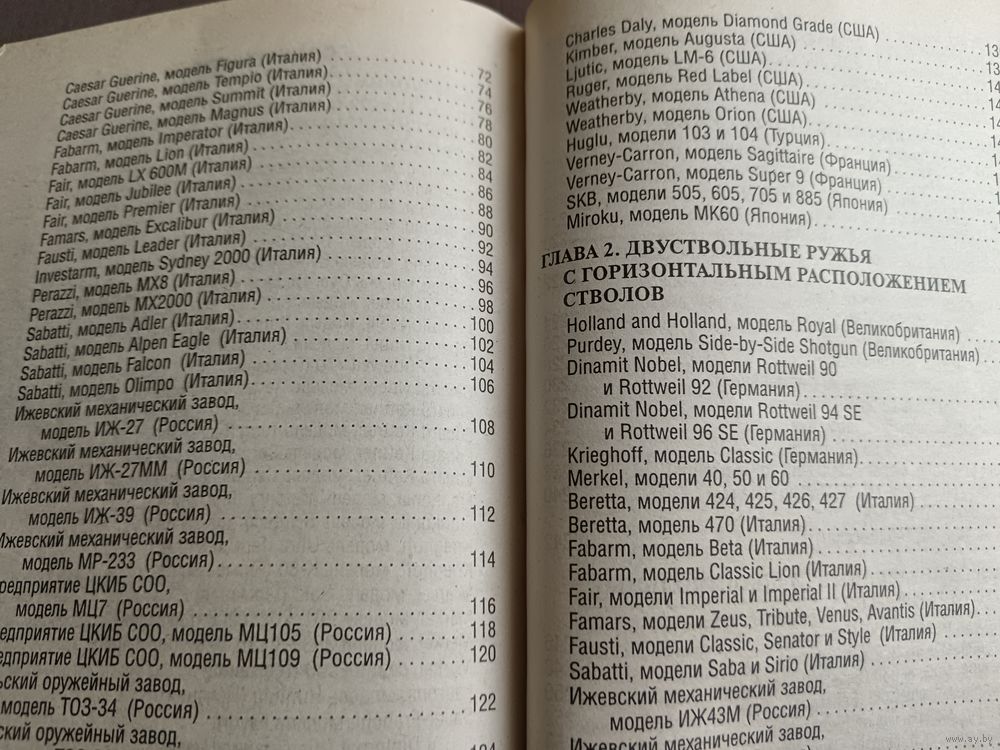 Caesar Guerine, модель Figura (Италия) 72
Caesar Guerine, модель Tempio (Италия) 74
Caesar Guerine, модель Summit (Италия) 76
Caesar Guerine, модель Magnus (Италия) 78
Fabarm, модель Imperator (Италия) 80
Fabarm, модель Lion (Италия) 82
Fair, модель LX 600M (Италия) 84
Fair, модель Jubilee (Италия) 86
Fair, модель Premier (Италия) 88
Famars, модель Excalibur (Италия) 90
Fausti, модель Leader (Италия) 92
Investarm, модель Sydney 2000 (Италия) 94
Perazzi, модель MX8 (Италия) 96
Perazzi, модель MX2000 (Италия) 98
Sabatti, модель Adler (Италия) 100
Sabatti, модель Alpen Eagle (Италия) 102
Sabatti, модель Falcon (Италия) 104
Sabatti, модель Olimpo (Италия) 106
Ижевский механический завод,
модель ИЖ-27 (Россия) 108
Ижевский механический завод,
модель ИЖ-27ММ (Россия) 110
Ижевский механический завод,
модель ИЖ-39 (Россия) 112
Ижевский механический завод,
модель МР-233 (Россия) 114
редприятие ЦКИБ СОО,
модель МЦ7 (Россия) 116
едприятие ЦКИБ СОО, модель МЦ105 (Россия) 118
едприятие ЦКИБ СОО, модель МЦ109 (Россия) 120
ьский оружейный завод,
модель ТОЗ-34 (Россия) 122
ский оружейный завод,
Charles Daly, модель Diamond Grade (США)
Kimber, модель Augusta (США)
Ljutic, модель LM-6 (США)
Ruger, модель Red Label (США)
Weatherby, модель Athena (США)
Weatherby, модель Orion (США)
Huglu, модели 103 и 104 (Турция)
Verney-Carron, модель Sagittaire (Франция)
Verney-Carron, модель Super 9 (Франция)
SKB, модели 505, 605, 705 и 885 (Япония)
Miroku, модель MK60 (Япония)
ГЛАВА 2. ДВУСТВОЛЬНЫЕ РУЖЬЯ
С ГОРИЗОНТАЛЬНЫМ РАСПОЛОЖЕНИЕМ
СТВОЛОВ
Holland and Holland, модель Royal (Великобритания)
Purdey, модель Side-by-Side Shotgun (Великобритания)
Dinamit Nobel, модели Rottweil 90
и Rottweil 92 (Германия)
Dinamit Nobel, модели Rottweil 94 SE
и Rottweil 96 SE (Германия)
Krieghoff, модель Classic (Германия)
Merkel, модели 40, 50 и 60
Beretta, модели 424, 425, 426, 427 (Италия)
Beretta, модель 470 (Италия)
Fabarm, модель Beta (Италия)
Fabarm, модель Classic Lion (Италия)
Fair, модели Imperial и Imperial II (Италия)
Famars, модели Zeus, Tribute, Venus, Avantis (Италия)
Fausti, модели Classic, Senator и Style (Италия)
Sabatti, модели Saba и Sirio (Италия)
Ижевский механический завод,
модель ИЖ43М (Россия)
Ижевский механический завод,
www.ay.by